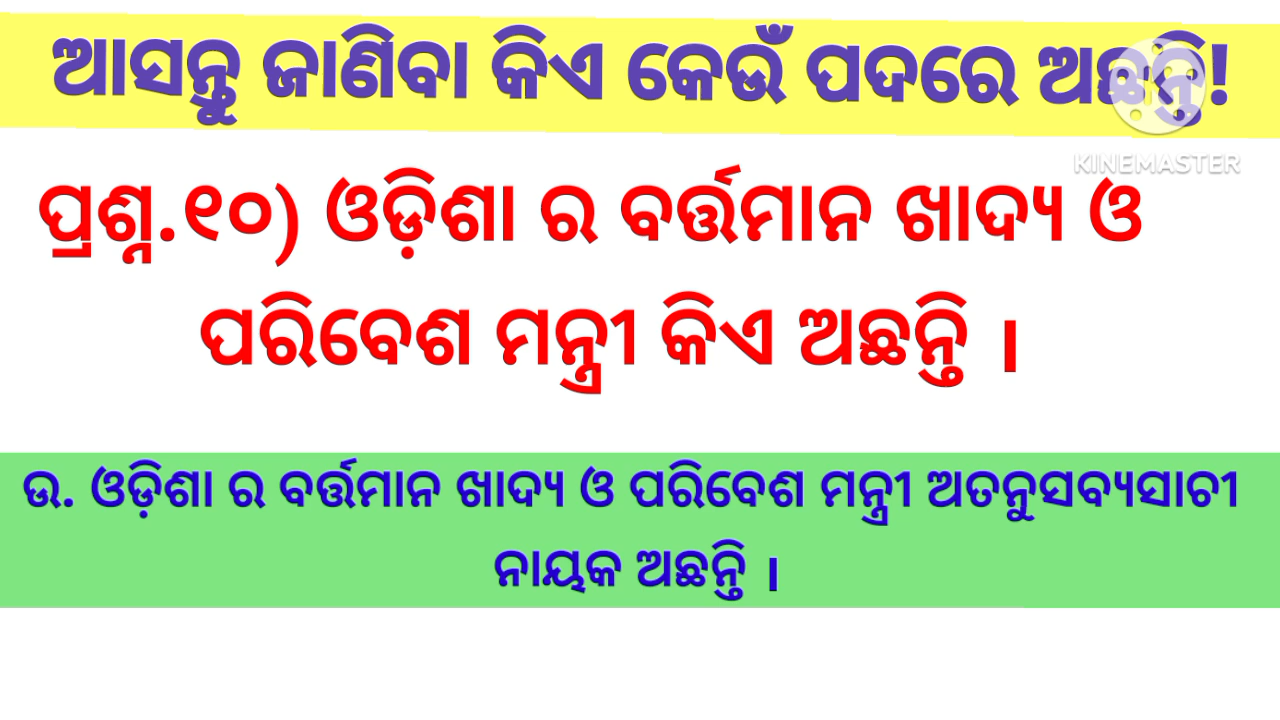 ଆସନ୍ତୁ ଜାଣିବା କିଏ କେଉଁ ପଦରେ ଅଛନ୍ତି!
KINEMASTER
ପ୍ରଶ୍ନ.୧୦) ଓଡ଼ିଶା ର ବର୍ତ୍ତମାନ ଖାଦ୍ୟ ଓ
ପରିବେଶ ମନ୍ତ୍ରୀ କିଏ ଅଛନ୍ତି ।
ଉ. ଓଡ଼ିଶା ର ବର୍ତ୍ତମାନ ଖାଦ୍ୟ ଓ ପରିବେଶ ମନ୍ତ୍ରୀ ଅତନୁସବ୍ୟସାଚୀ
ନାୟକ ଅଛନ୍ତି ।